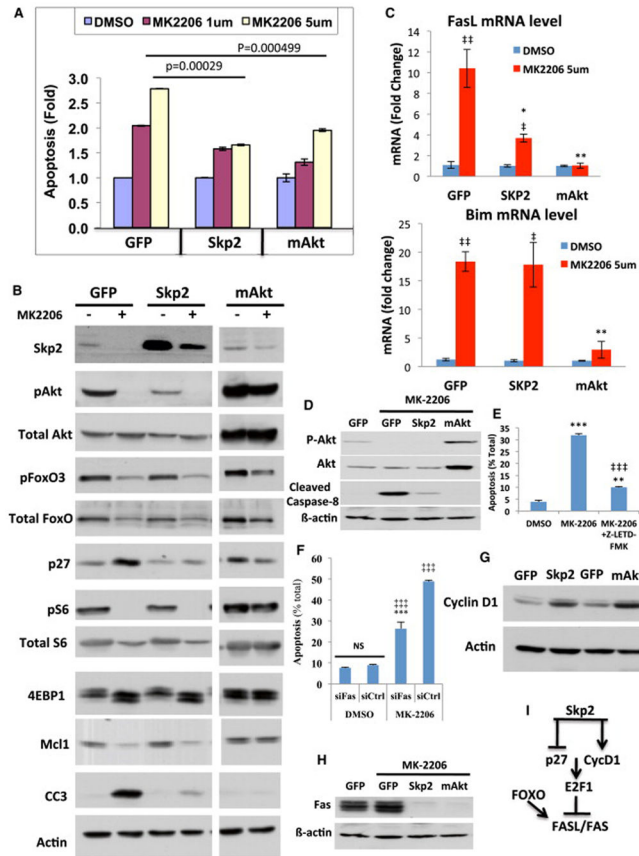 A
DMSO MK2206 1um MK2206 5um
P=0.000499
p=0.00029
Apoptosis (Fold)
3.0
2.5
2.0
1.5
1.0
0.5
0.0
GFP Skp2 mAkt
B
GFP Skp2 mAkt
MK2206 - + - + - +
Skp2
pAkt
Total Akt
pFoxO3
Total FoxO
p27
pS6
Total S6
4EBP1
Mcl1
CC3
Actin
C
FasL mRNA level
DMSO
MK2206 5um
mRNA (Fold Change)
14
12
10
8
6
4
2
0
‡‡
*
‡
**
GFP SKP2 mAkt
Bim mRNA level
DMSO
MK2206 5um
mRNA (fold change)
25
20
15
10
5
0
‡‡
‡
**
GFP SKP2 mAkt
D
MK-2206
GFP GFP Skp2 mAkt
P-Akt
Akt
Cleaved
Caspase-8
ß-actin
E
Apoptosis (% Total)
35
30
25
20
15
10
5
0
***
‡‡‡
**
DMSO MK-2206 MK-2206
+Z-LETD-
FMK
F
Apoptosis (% total)
60
50
40
30
20
10
0
NS
‡‡‡
‡‡‡
***
‡‡‡
siFas siCtrl siFas siCtrl
DMSO MK-2206
G
GFP Skp2 GFP mAkt
Cyclin D1
Actin
H
MK-2206
GFP GFP Skp2 mAkt
Fas
ß-actin
I
Skp2
p27 CycD1
E2F1
FOXO
FASL/FAS